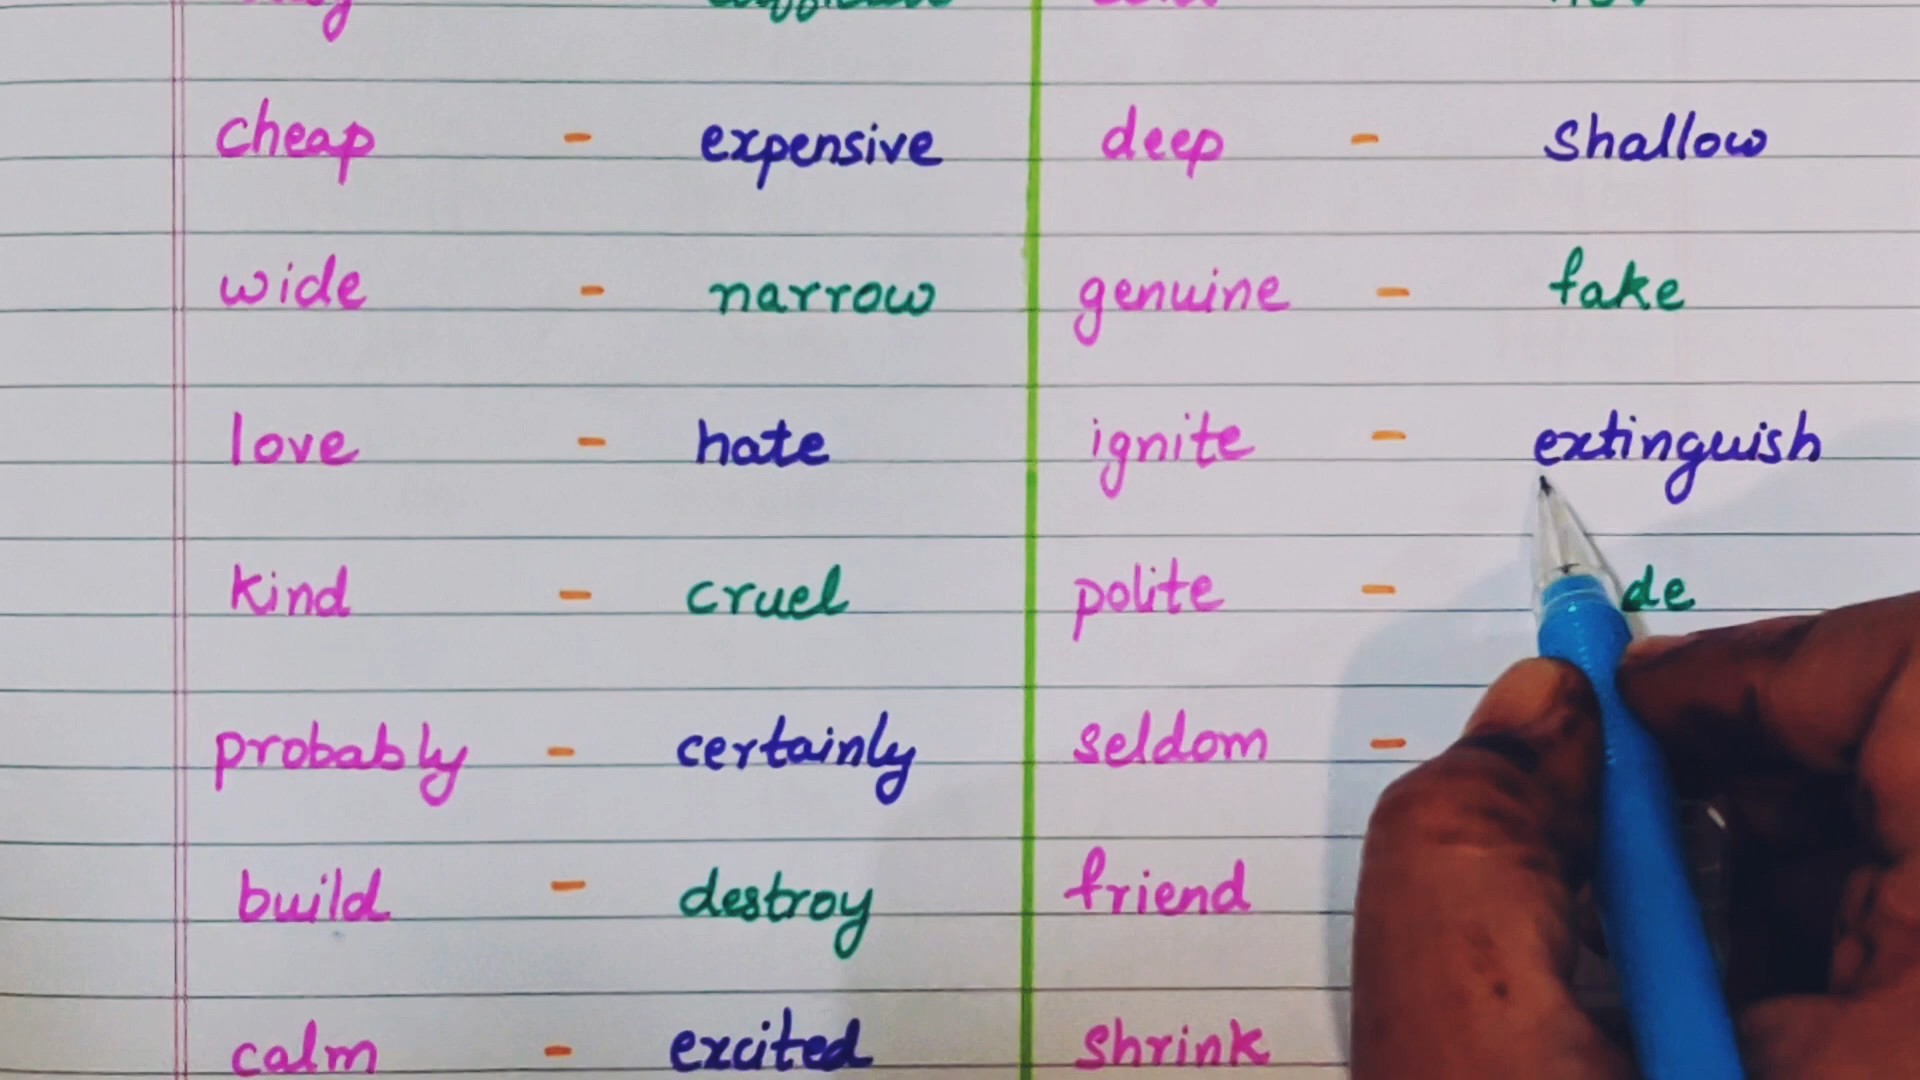 cheap - expensive
wide - narrow
love - hate
kind - cruel
probably - certainly
build - destroy
calm - excited
deep - shallow
genuine - fake
ignite - extinguish
polite - de
seldom -
friend
shrink